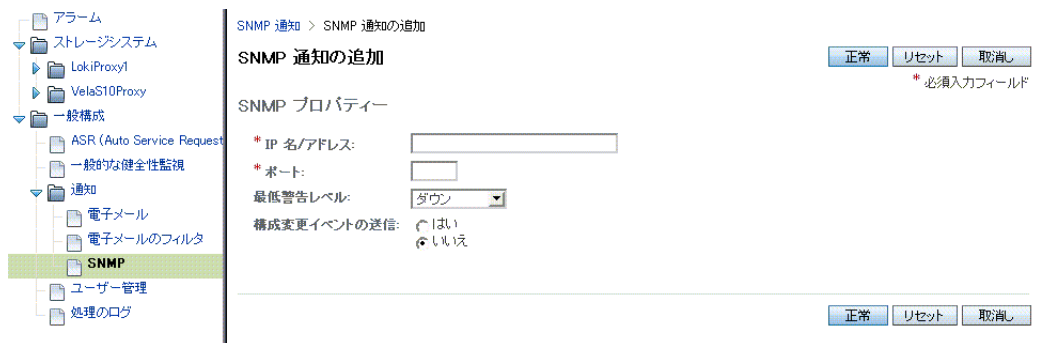 アラーム
ストレージシステム
LokiProxy1
VelaS10Proxy
一般構成
ASR (Auto Service Request
一般的な健全性監視
通知
電子メール
電子メールのフィルタ
SNMP
ユーザー管理
処理のログ
SNMP 通知 > SNMP 通知の追加
SNMP 通知の追加
正常 リセット 取消し
* 必須入力フィールド
SNMP プロパティー
* IP 名/アドレス:
* ポート:
最低警告レベル: ダウン
構成変更イベントの送信: はい
いいえ
正常 リセット 取消し